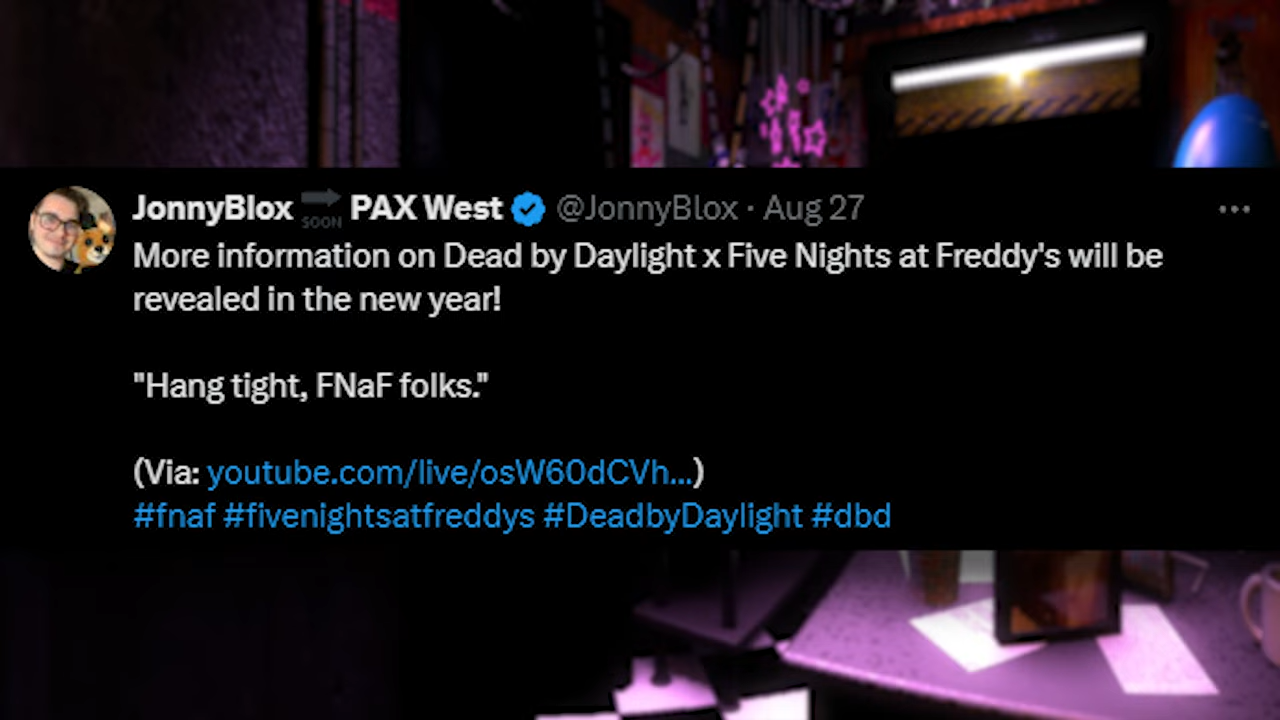 JonnyBlox 🔜 PAX West @JonnyBlox · Aug 27
More information on Dead by Daylight x Five Nights at Freddy's will be
revealed in the new year!
"Hang tight, FNaF folks."
(Via: youtube.com/live/osW60dCVh...)
#fnaf #fivenightsatfreddys #DeadbyDaylight #dbd